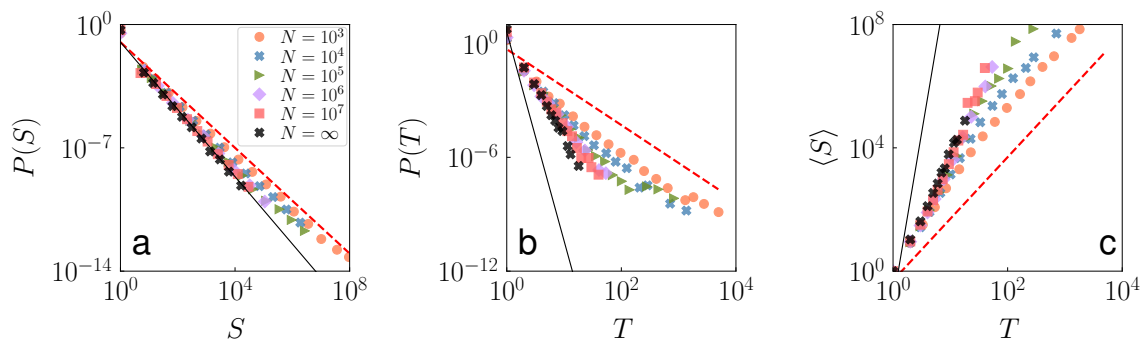 10^0
10^{-7}
10^{-14}
P(S)
10^0
10^4
10^8
S
a
N = 10^3
N = 10^4
N = 10^5
N = 10^6
N = 10^7
N = ∞
10^0
10^{-6}
10^{-12}
P(T)
10^0
10^2
10^4
T
b
10^8
10^4
10^0
⟨S⟩
10^0
10^2
10^4
T
c